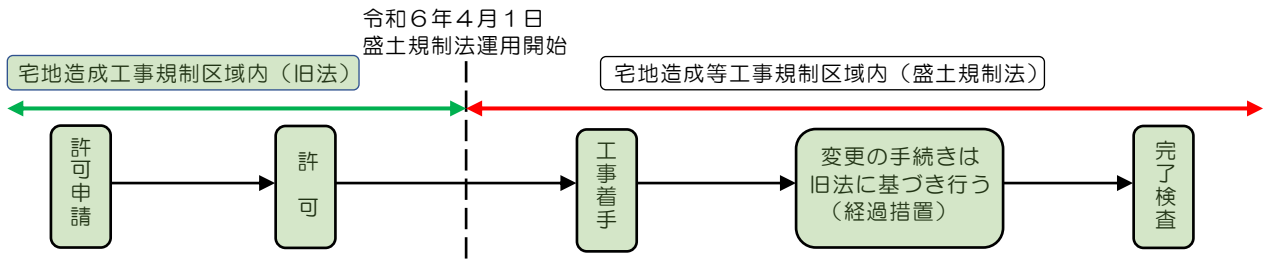 令和６年４月１日
盛土規制法運用開始
宅地造成工事規制区域内（旧法）
宅地造成等工事規制区域内（盛土規制法）
許可申請
許可
工事着手
変更の手続きは
旧法に基づき行う
（経過措置）
完了検査